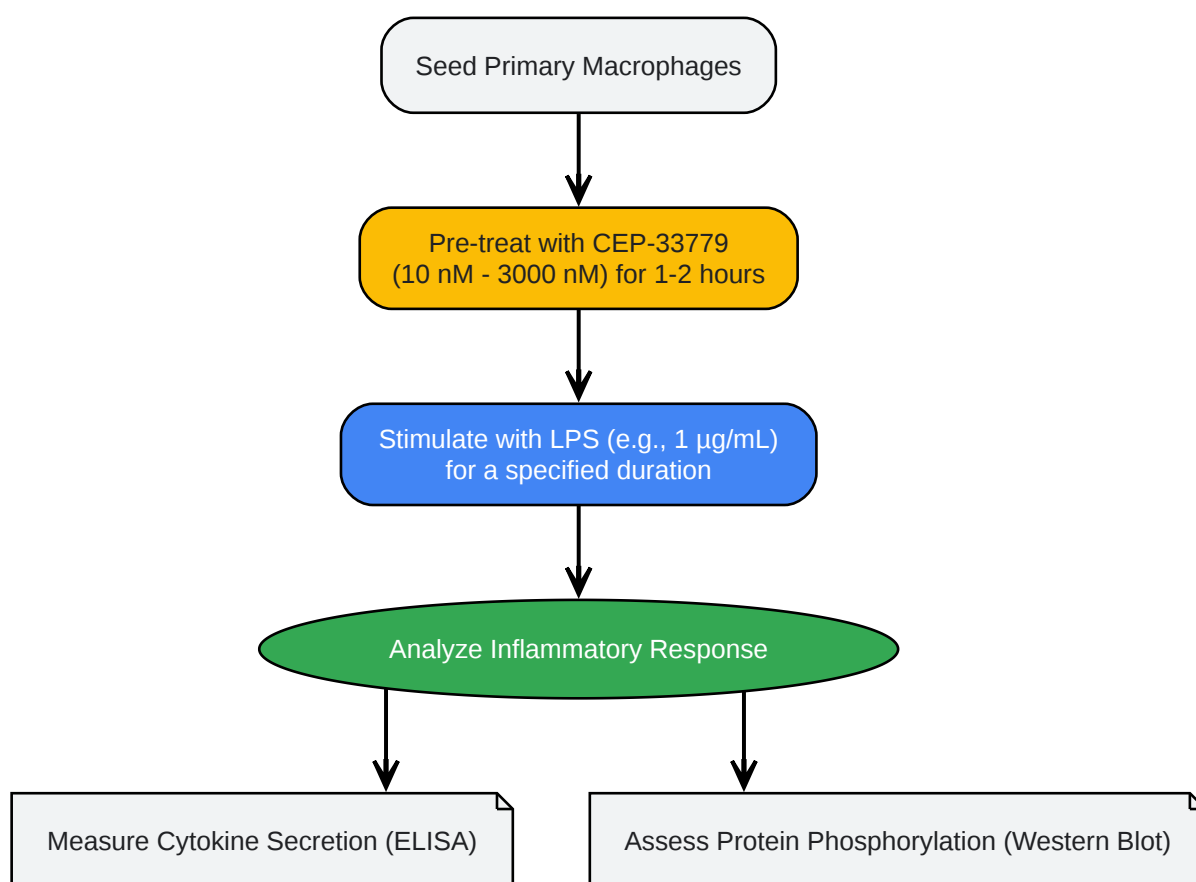 Seed Primary Macrophages
Pre-treat with CEP-33779
(10 nM - 3000 nM) for 1-2 hours
Stimulate with LPS (e.g., 1 µg/mL)
for a specified duration
Analyze Inflammatory Response
Measure Cytokine Secretion (ELISA)
Assess Protein Phosphorylation (Western Blot)